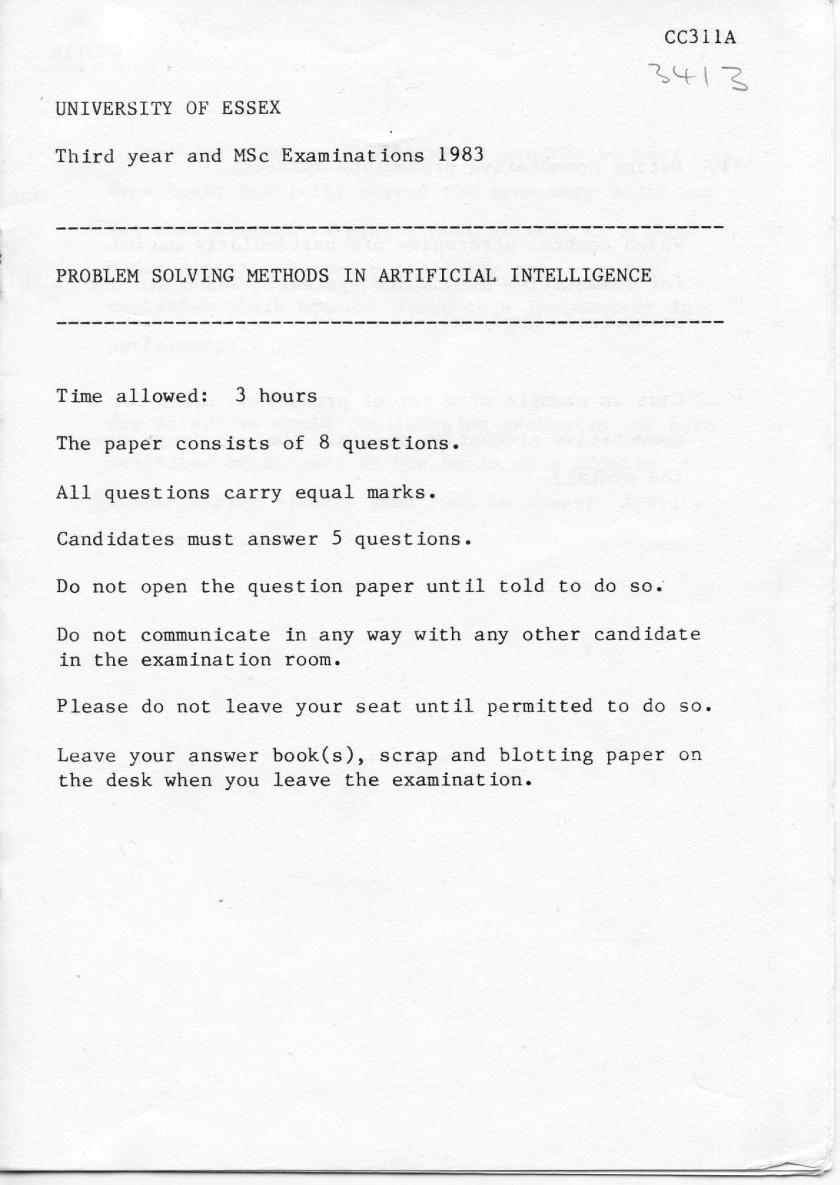 CC311A
3413
UNIVERSITY OF ESSEX
Third year and MSc Examinations 1983
PROBLEM SOLVING METHODS IN ARTIFICIAL INTELLIGENCE
Time allowed: 3 hours
The paper consists of 8 questions.
All questions carry equal marks.
Candidates must answer 5 questions.
Do not open the question paper until told to do so.
Do not communicate in any way with any other candidate
in the examination room.
Please do not leave your seat until permitted to do so.
Leave your answer book(s), scrap and blotting paper on
the desk when you leave the examination.